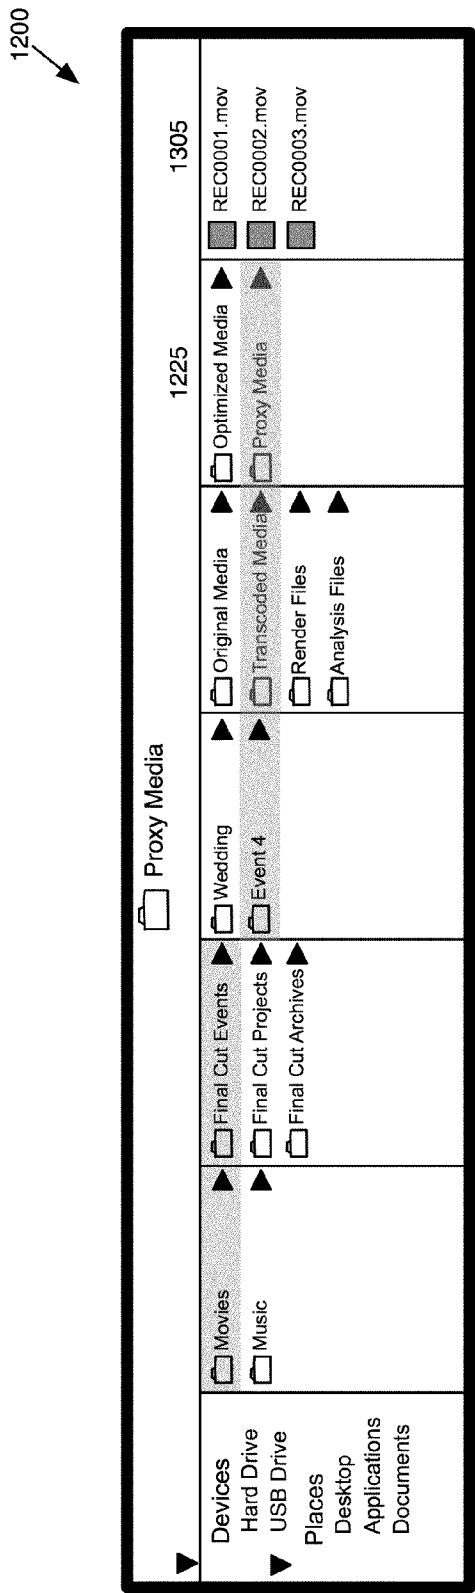 1200
Proxy Media
1225
1305
Devices
Hard Drive
USB Drive
Places
Desktop
Applications
Documents
Movies
Music
Final Cut Events
Final Cut Projects
Final Cut Archives
Wedding
Event 4
Original Media
Transcoded Media
Render Files
Analysis Files
Optimized Media
Proxy Media
REC0001.mov
REC0002.mov
REC0003.mov